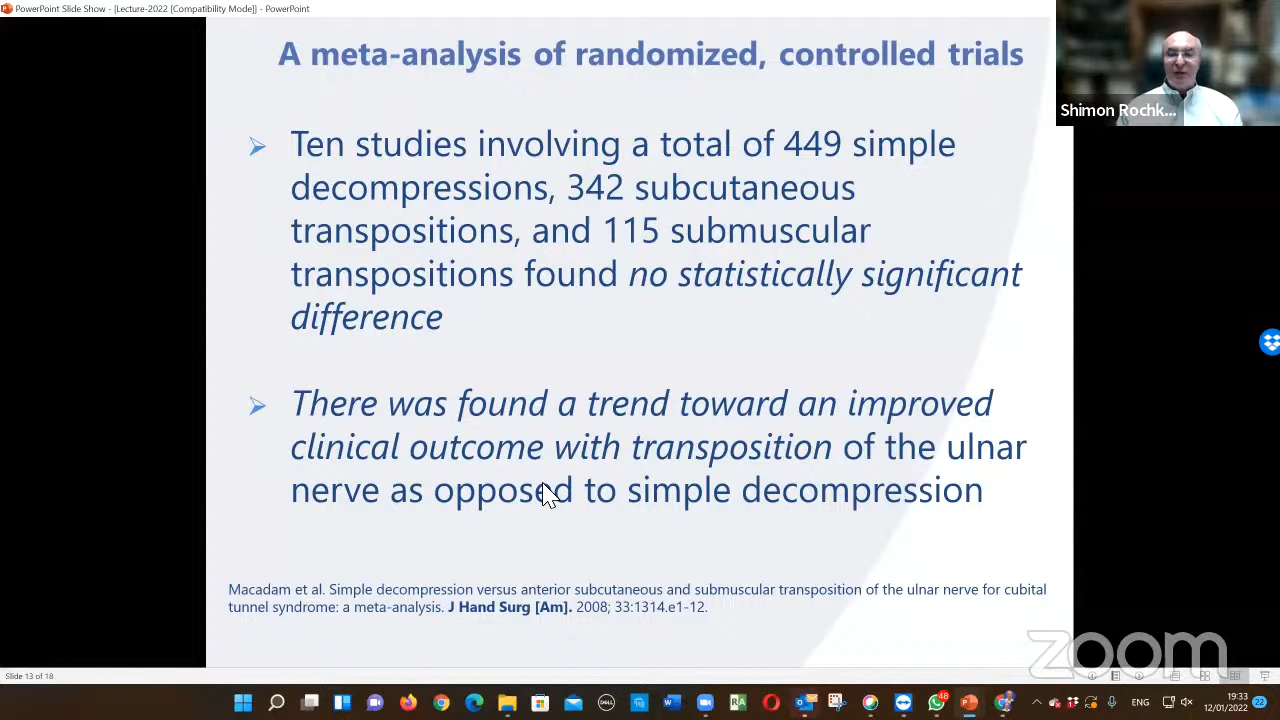 PowerPoint Slide Show - [Lecture-2022 [Compatibility Mode]] - PowerPoint
A meta-analysis of randomized, controlled trials
Shimon Rochk...
Ten studies involving a total of 449 simple
decompressions, 342 subcutaneous
transpositions, and 115 submuscular
transpositions found no statistically significant
difference
There was found a trend toward an improved
clinical outcome with transposition of the ulnar
nerve as opposed to simple decompression
Macadam et al. Simple decompression versus anterior subcutaneous and submuscular transposition of the ulnar nerve for cubital
tunnel syndrome: a meta-analysis. J Hand Surg [Am]. 2008; 33:1314.e1-12.
zoom
Slide 13 of 18
DELL
W
RA
48
P
ENG
19:33
12/01/2022
22